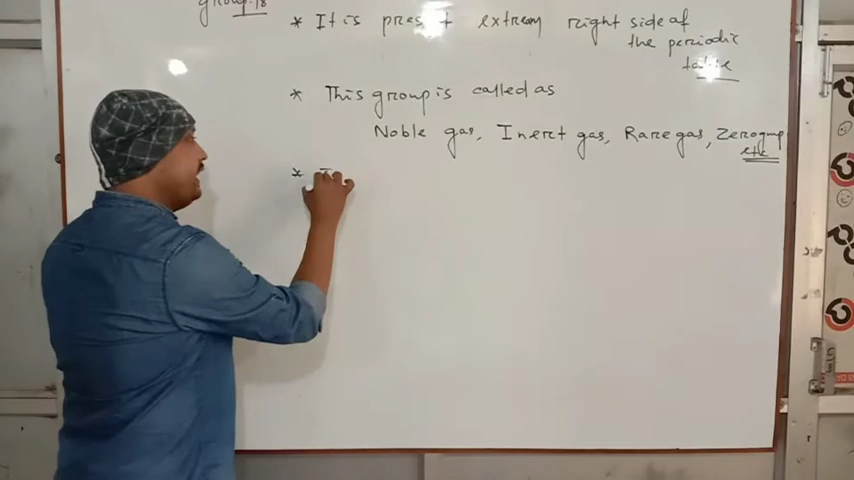 group-18
* It is present extreamy right side of
the periodic
table
* This group is called as
Noble gas, Inert gas, Rare gas, Zero group
etc
*